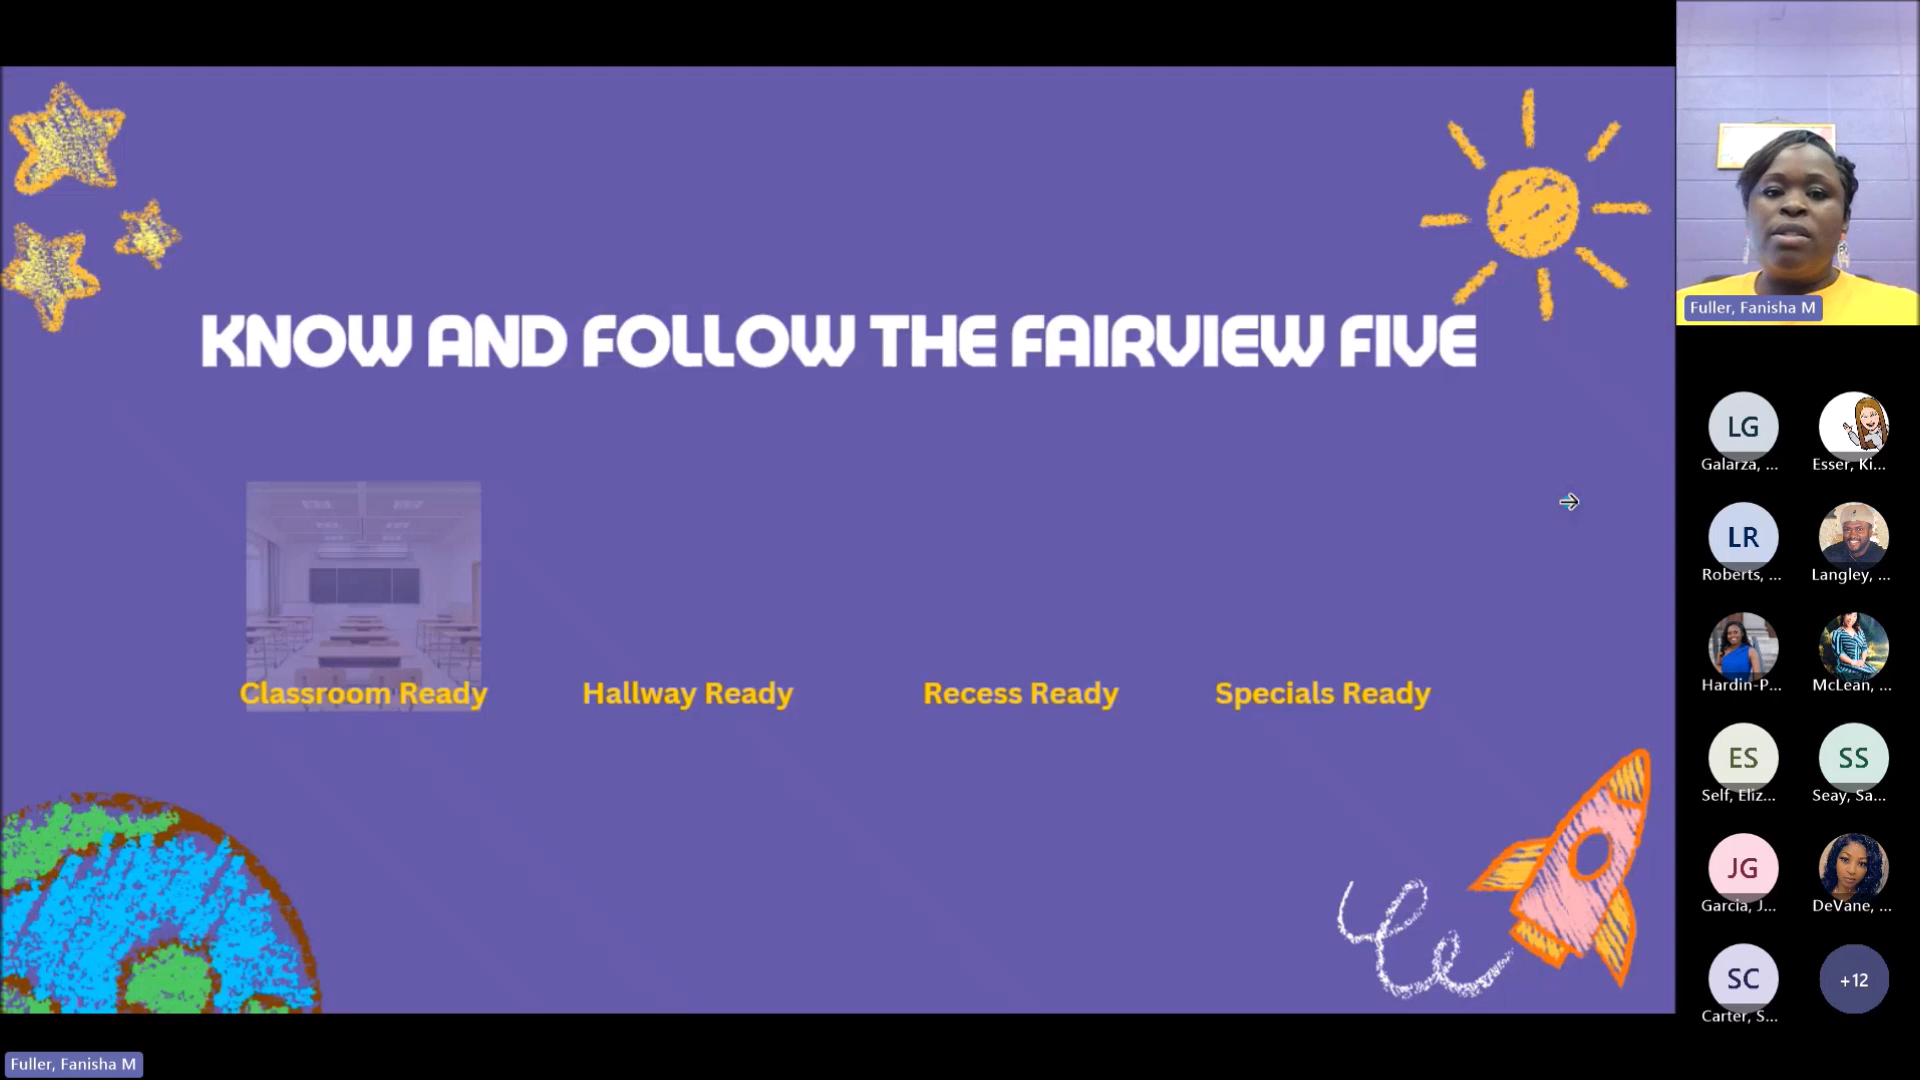 KNOW AND FOLLOW THE FAIRVIEW FIVE
Classroom Ready
Hallway Ready
Recess Ready
Specials Ready
Fuller, Fanisha M
LG
Galarza, ...
Esser, Ki...
LR
Roberts, ...
Langley, ...
Hardin-P...
McLean, ...
ES
Self, Eliz...
SS
Seay, Sa...
JG
Garcia, J...
DeVane, ...
SC
Carter, S...
+12
Fuller, Fanisha M